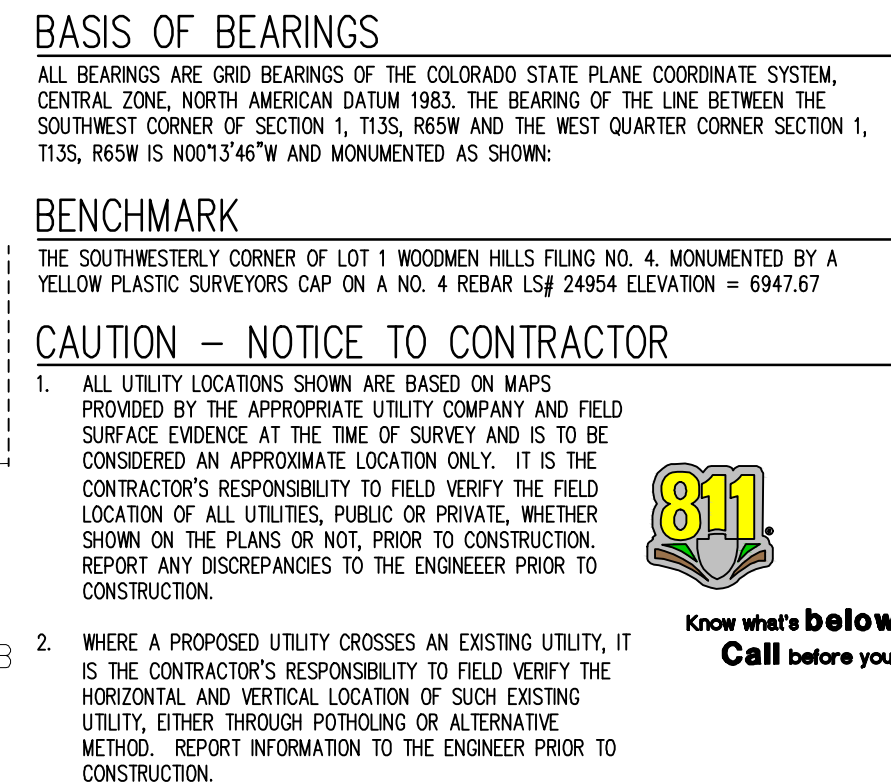 BASIS OF BEARINGS
ALL BEARINGS ARE GRID BEARINGS OF THE COLORADO STATE PLANE COORDINATE SYSTEM,
CENTRAL ZONE, NORTH AMERICAN DATUM 1983. THE BEARING OF THE LINE BETWEEN THE
SOUTHWEST CORNER OF SECTION 1, T13S, R65W AND THE WEST QUARTER CORNER SECTION 1,
T13S, R65W IS N00°13'46"W AND MONUMENTED AS SHOWN:
BENCHMARK
THE SOUTHWESTERLY CORNER OF LOT 1 WOODMEN HILLS FILING NO. 4. MONUMENTED BY A
YELLOW PLASTIC SURVEYORS CAP ON A NO. 4 REBAR LS# 24954 ELEVATION = 6947.67
CAUTION – NOTICE TO CONTRACTOR
1. ALL UTILITY LOCATIONS SHOWN ARE BASED ON MAPS
PROVIDED BY THE APPROPRIATE UTILITY COMPANY AND FIELD
SURFACE EVIDENCE AT THE TIME OF SURVEY AND IS TO BE
CONSIDERED AN APPROXIMATE LOCATION ONLY. IT IS THE
CONTRACTOR'S RESPONSIBILITY TO FIELD VERIFY THE FIELD
LOCATION OF ALL UTILITIES, PUBLIC OR PRIVATE, WHETHER
SHOWN ON THE PLANS OR NOT, PRIOR TO CONSTRUCTION.
REPORT ANY DISCREPANCIES TO THE ENGINEEER PRIOR TO
CONSTRUCTION.
811®
Know what's below
Call before you
2. WHERE A PROPOSED UTILITY CROSSES AN EXISTING UTILITY, IT
IS THE CONTRACTOR'S RESPONSIBILITY TO FIELD VERIFY THE
HORIZONTAL AND VERTICAL LOCATION OF SUCH EXISTING
UTILITY, EITHER THROUGH POTHOLING OR ALTERNATIVE
METHOD. REPORT INFORMATION TO THE ENGINEER PRIOR TO
CONSTRUCTION.